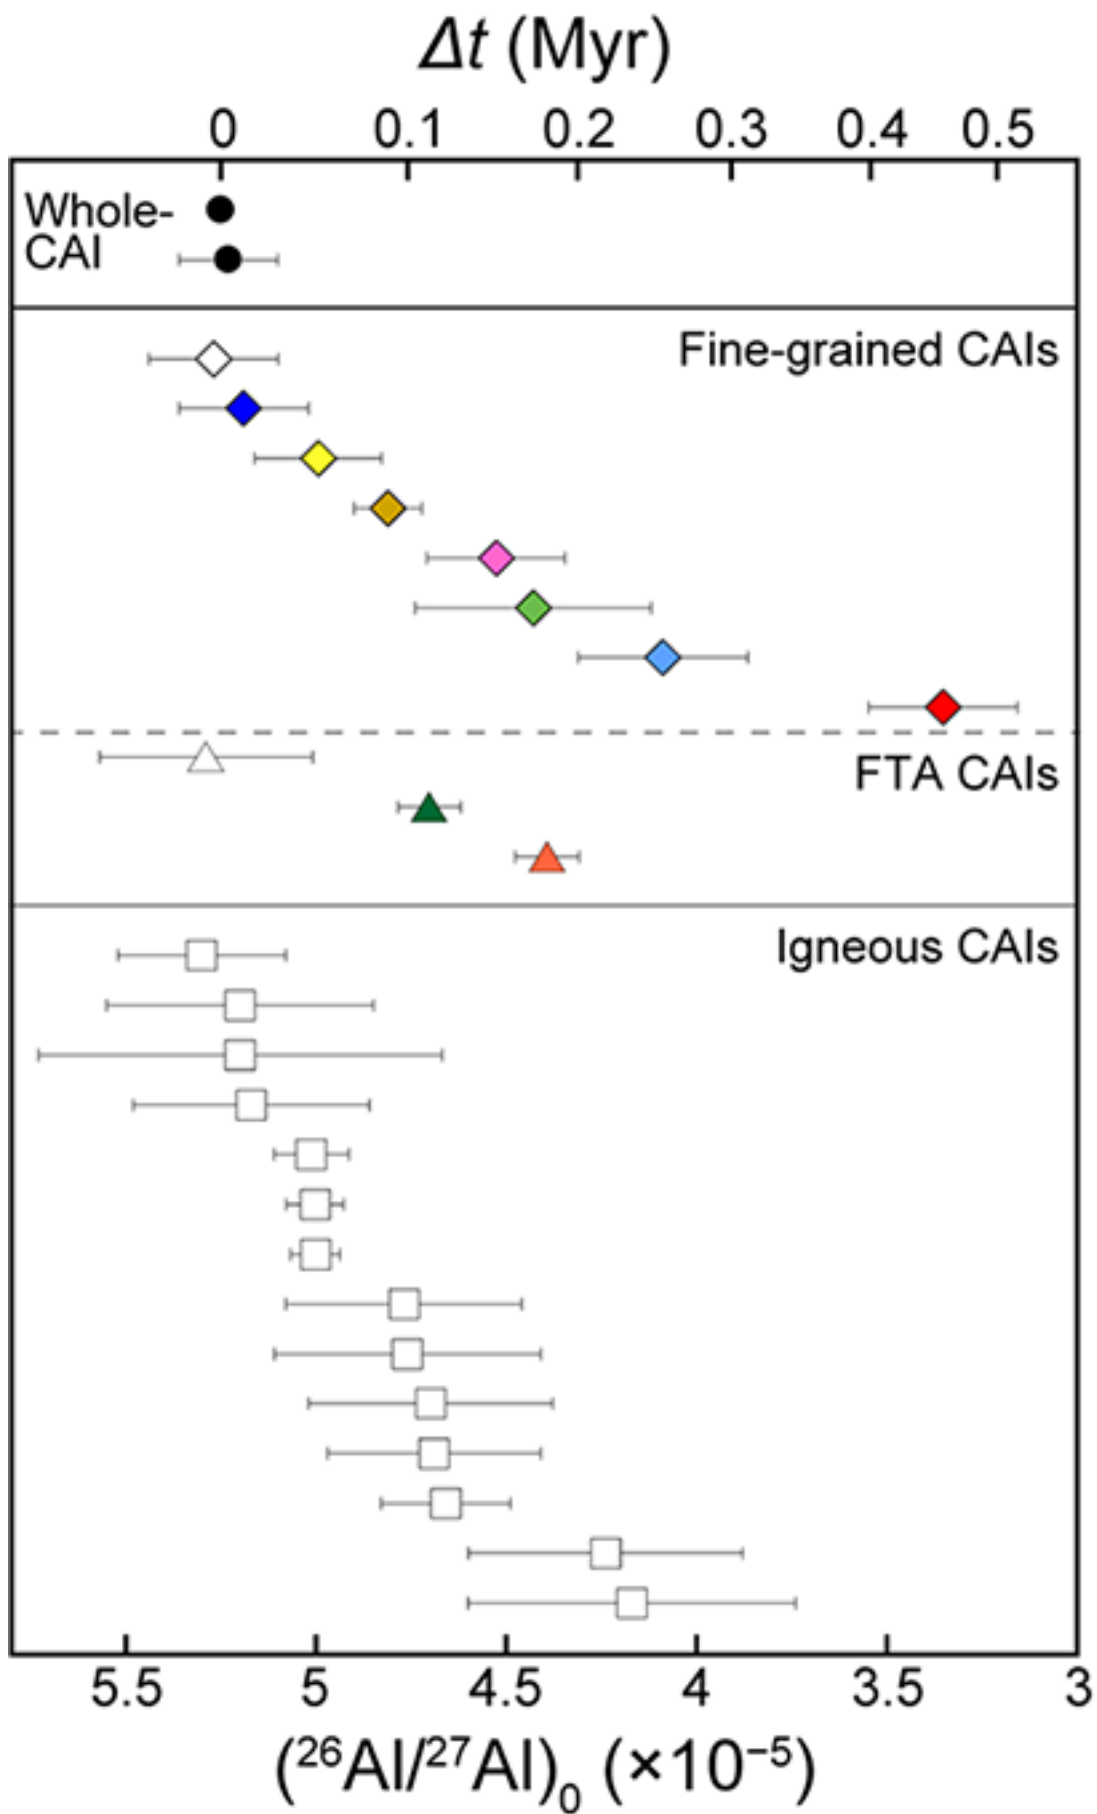 Δt (Myr)
0 0.1 0.2 0.3 0.4 0.5
Whole-
CAI
Fine-grained CAIs
FTA CAIs
Igneous CAIs
5.5 5 4.5 4 3.5 3
(²⁶Al/²⁷Al)₀ (×10⁻⁵)